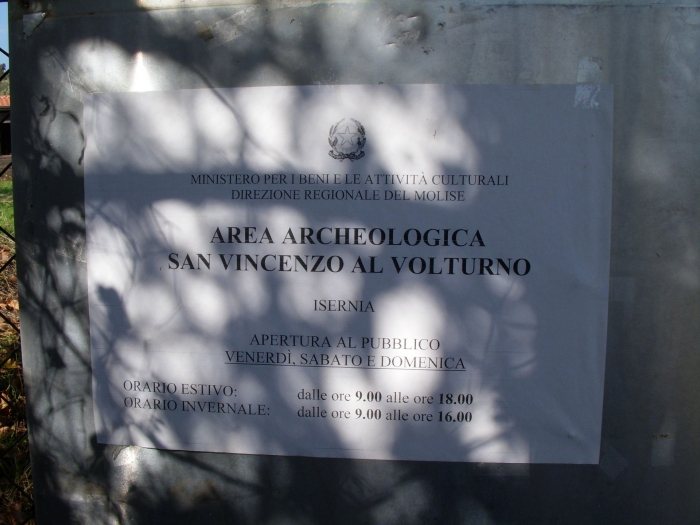 MINISTERO PER I BENI E LE ATTIVITÀ CULTURALI
DIREZIONE REGIONALE DEL MOLISE
AREA ARCHEOLOGICA
SAN VINCENZO AL VOLTURNO
ISERNIA
APERTURA AL PUBBLICO
VENERDÌ, SABATO E DOMENICA
ORARIO ESTIVO: dalle ore 9.00 alle ore 18.00
ORARIO INVERNALE: dalle ore 9.00 alle ore 16.00